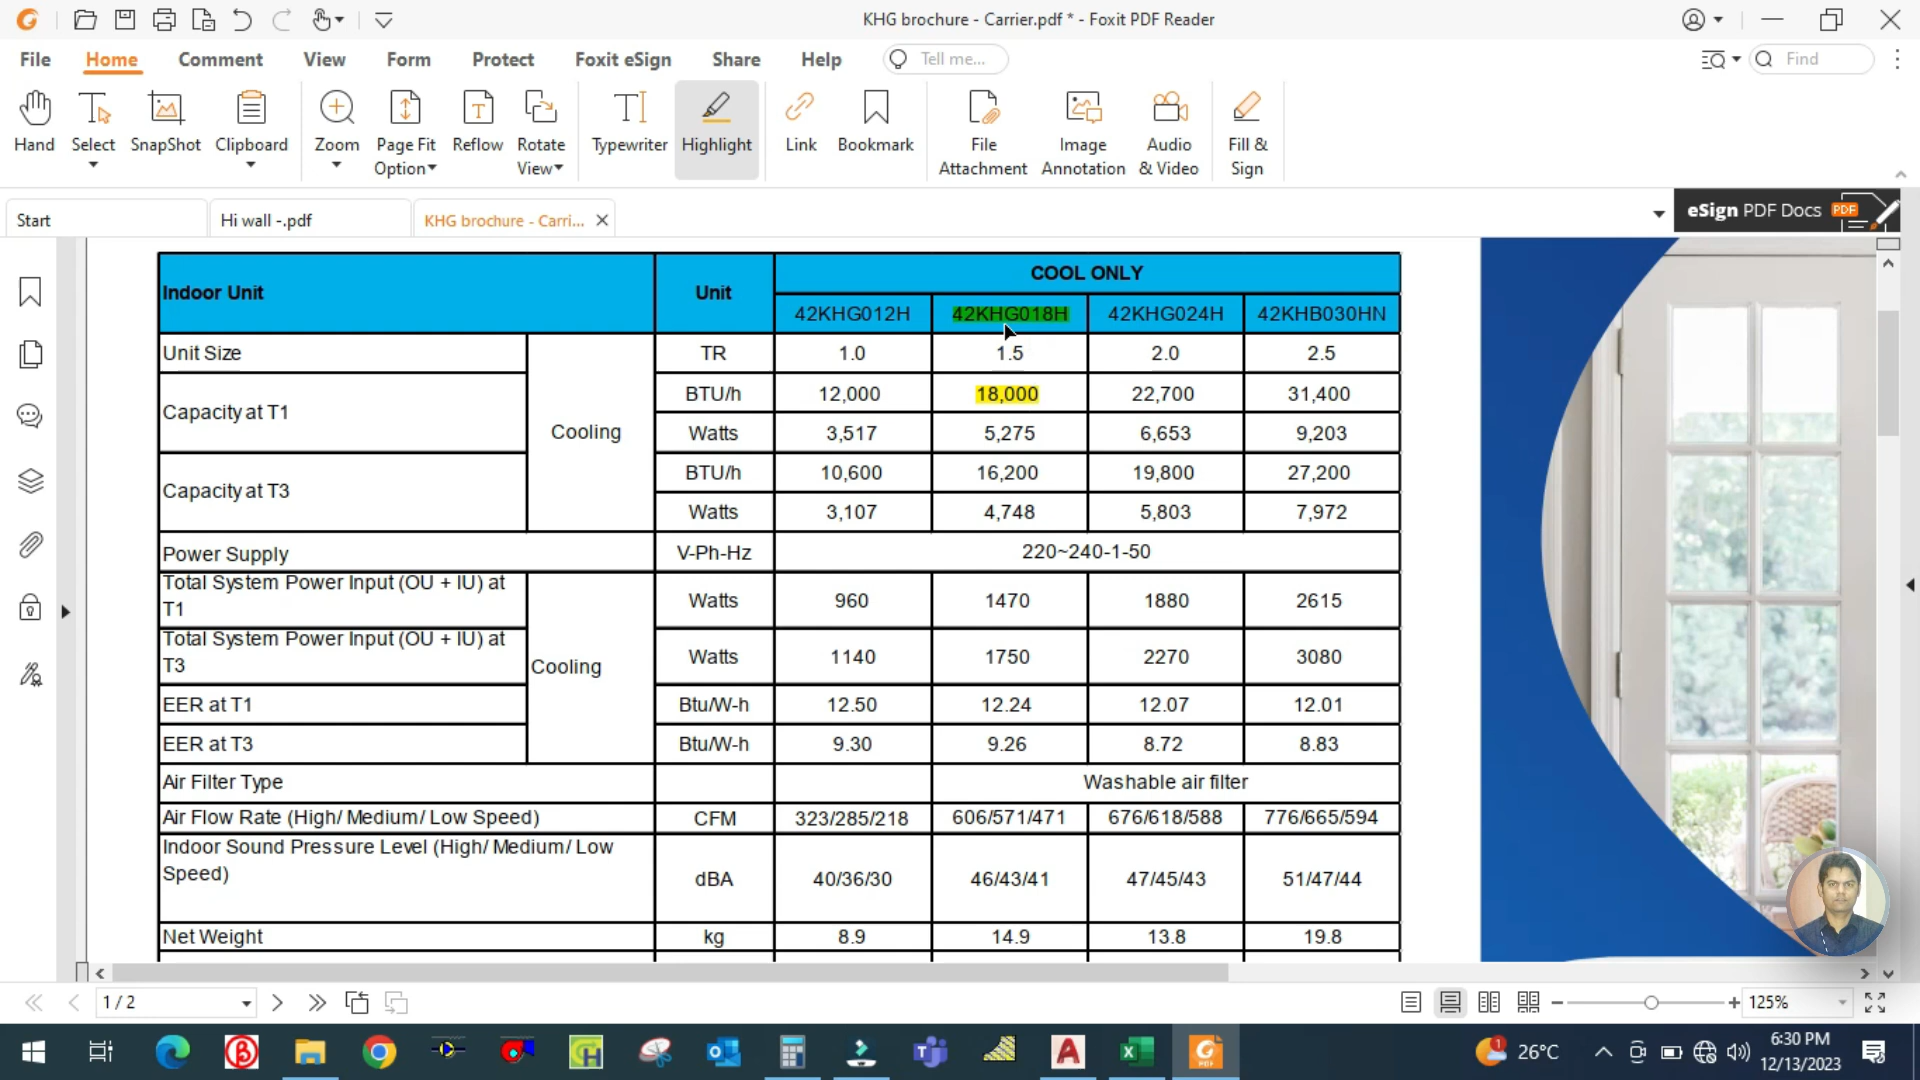 KHG brochure - Carrier.pdf * - Foxit PDF Reader
File Home Comment View Form Protect Foxit eSign Share Help Tell me... Find
Hand Select SnapShot Clipboard Zoom Page Fit Option Reflow Rotate View Typewriter Highlight Link Bookmark File Attachment Image Annotation Audio & Video Fill & Sign
Start Hi wall -.pdf KHG brochure - Carri... eSign PDF Docs PDF
Indoor Unit Unit COOL ONLY
42KHG012H 42KHG018H 42KHG024H 42KHB030HN
Unit Size TR 1.0 1.5 2.0 2.5
Capacity at T1 Cooling BTU/h 12,000 18,000 22,700 31,400
Watts 3,517 5,275 6,653 9,203
Capacity at T3 BTU/h 10,600 16,200 19,800 27,200
Watts 3,107 4,748 5,803 7,972
Power Supply V-Ph-Hz 220~240-1-50
Total System Power Input (OU + IU) at
T1 Watts 960 1470 1880 2615
Total System Power Input (OU + IU) at
T3 Cooling Watts 1140 1750 2270 3080
EER at T1 Btu/W-h 12.50 12.24 12.07 12.01
EER at T3 Btu/W-h 9.30 9.26 8.72 8.83
Air Filter Type Washable air filter
Air Flow Rate (High/ Medium/ Low Speed) CFM 323/285/218 606/571/471 676/618/588 776/665/594
Indoor Sound Pressure Level (High/ Medium/ Low
Speed) dBA 40/36/30 46/43/41 47/45/43 51/47/44
Net Weight kg 8.9 14.9 13.8 19.8
1 / 2 125%
26°C 6:30 PM
12/13/2023